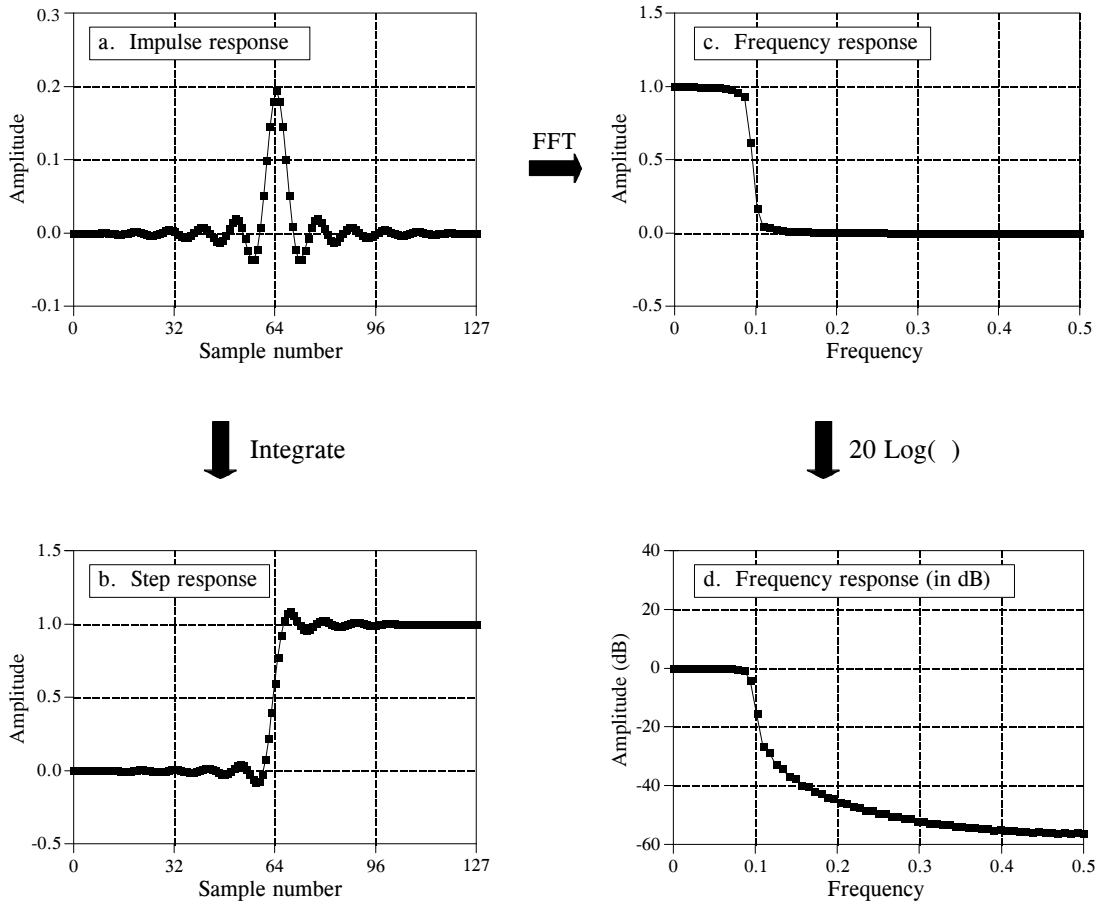 a. Impulse response
0.3
0.2
0.1
0.0
-0.1
Amplitude
0 32 64 96 127
Sample number
FFT
c. Frequency response
1.5
1.0
0.5
0.0
-0.5
Amplitude
0 0.1 0.2 0.3 0.4 0.5
Frequency
Integrate
20 Log( )
b. Step response
1.5
1.0
0.5
0.0
-0.5
Amplitude
0 32 64 96 127
Sample number
d. Frequency response (in dB)
40
20
0
-20
-40
-60
Amplitude (dB)
0 0.1 0.2 0.3 0.4 0.5
Frequency